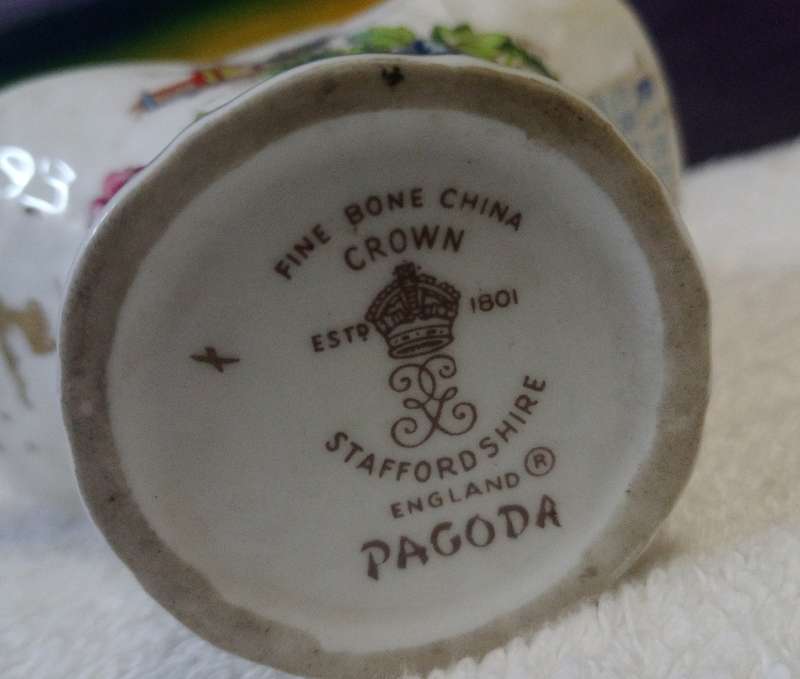 FINE BONE CHINA
CROWN
ESTD 1801
STAFFORDSHIRE
ENGLAND ®
PAGODA